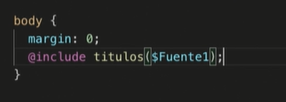 body {
margin: 0;
@include titulos($Fuente1);
}